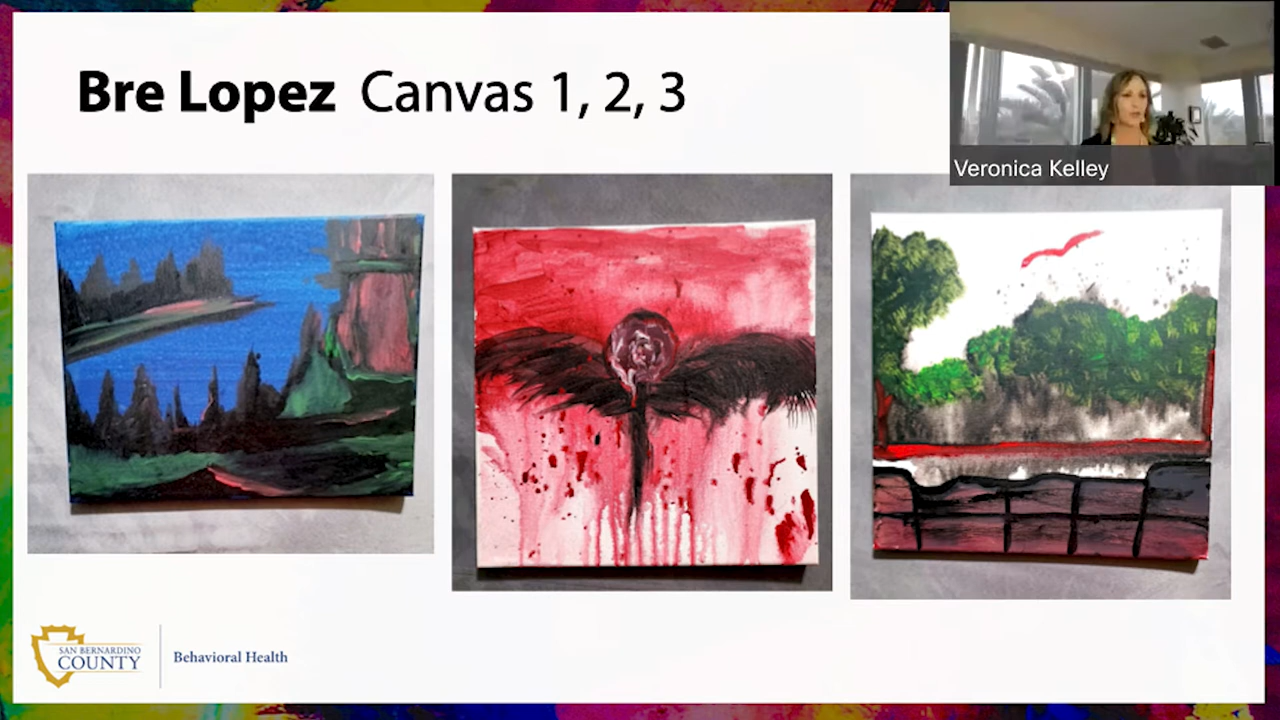 Bre Lopez Canvas 1, 2, 3
Veronica Kelley
SAN BERNARDINO
COUNTY
Behavioral Health